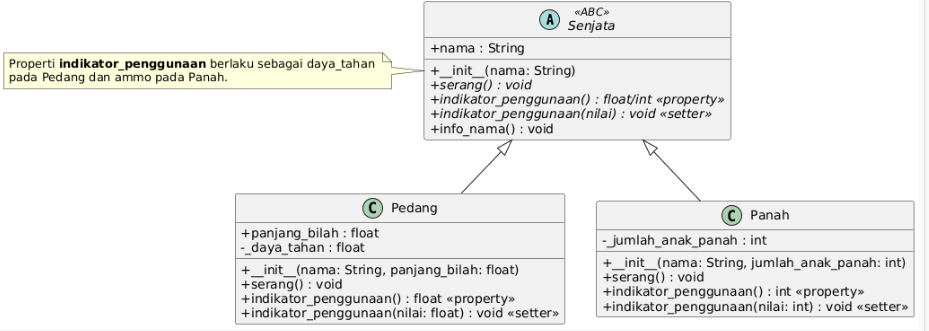 «ABC»
A Senjata
+nama : String
+__init__(nama: String)
+serang() : void
+indikator_penggunaan() : float/int «property»
+indikator_penggunaan(nilai) : void «setter»
+info_nama() : void
Properti indikator_penggunaan berlaku sebagai daya_tahan
pada Pedang dan ammo pada Panah.
C Pedang
+panjang_bilah : float
-_daya_tahan : float
+__init__(nama: String, panjang_bilah: float)
+serang() : void
+indikator_penggunaan() : float «property»
+indikator_penggunaan(nilai: float) : void «setter»
C Panah
-_jumlah_anak_panah : int
+__init__(nama: String, jumlah_anak_panah: int)
+serang() : void
+indikator_penggunaan() : int «property»
+indikator_penggunaan(nilai: int) : void «setter»